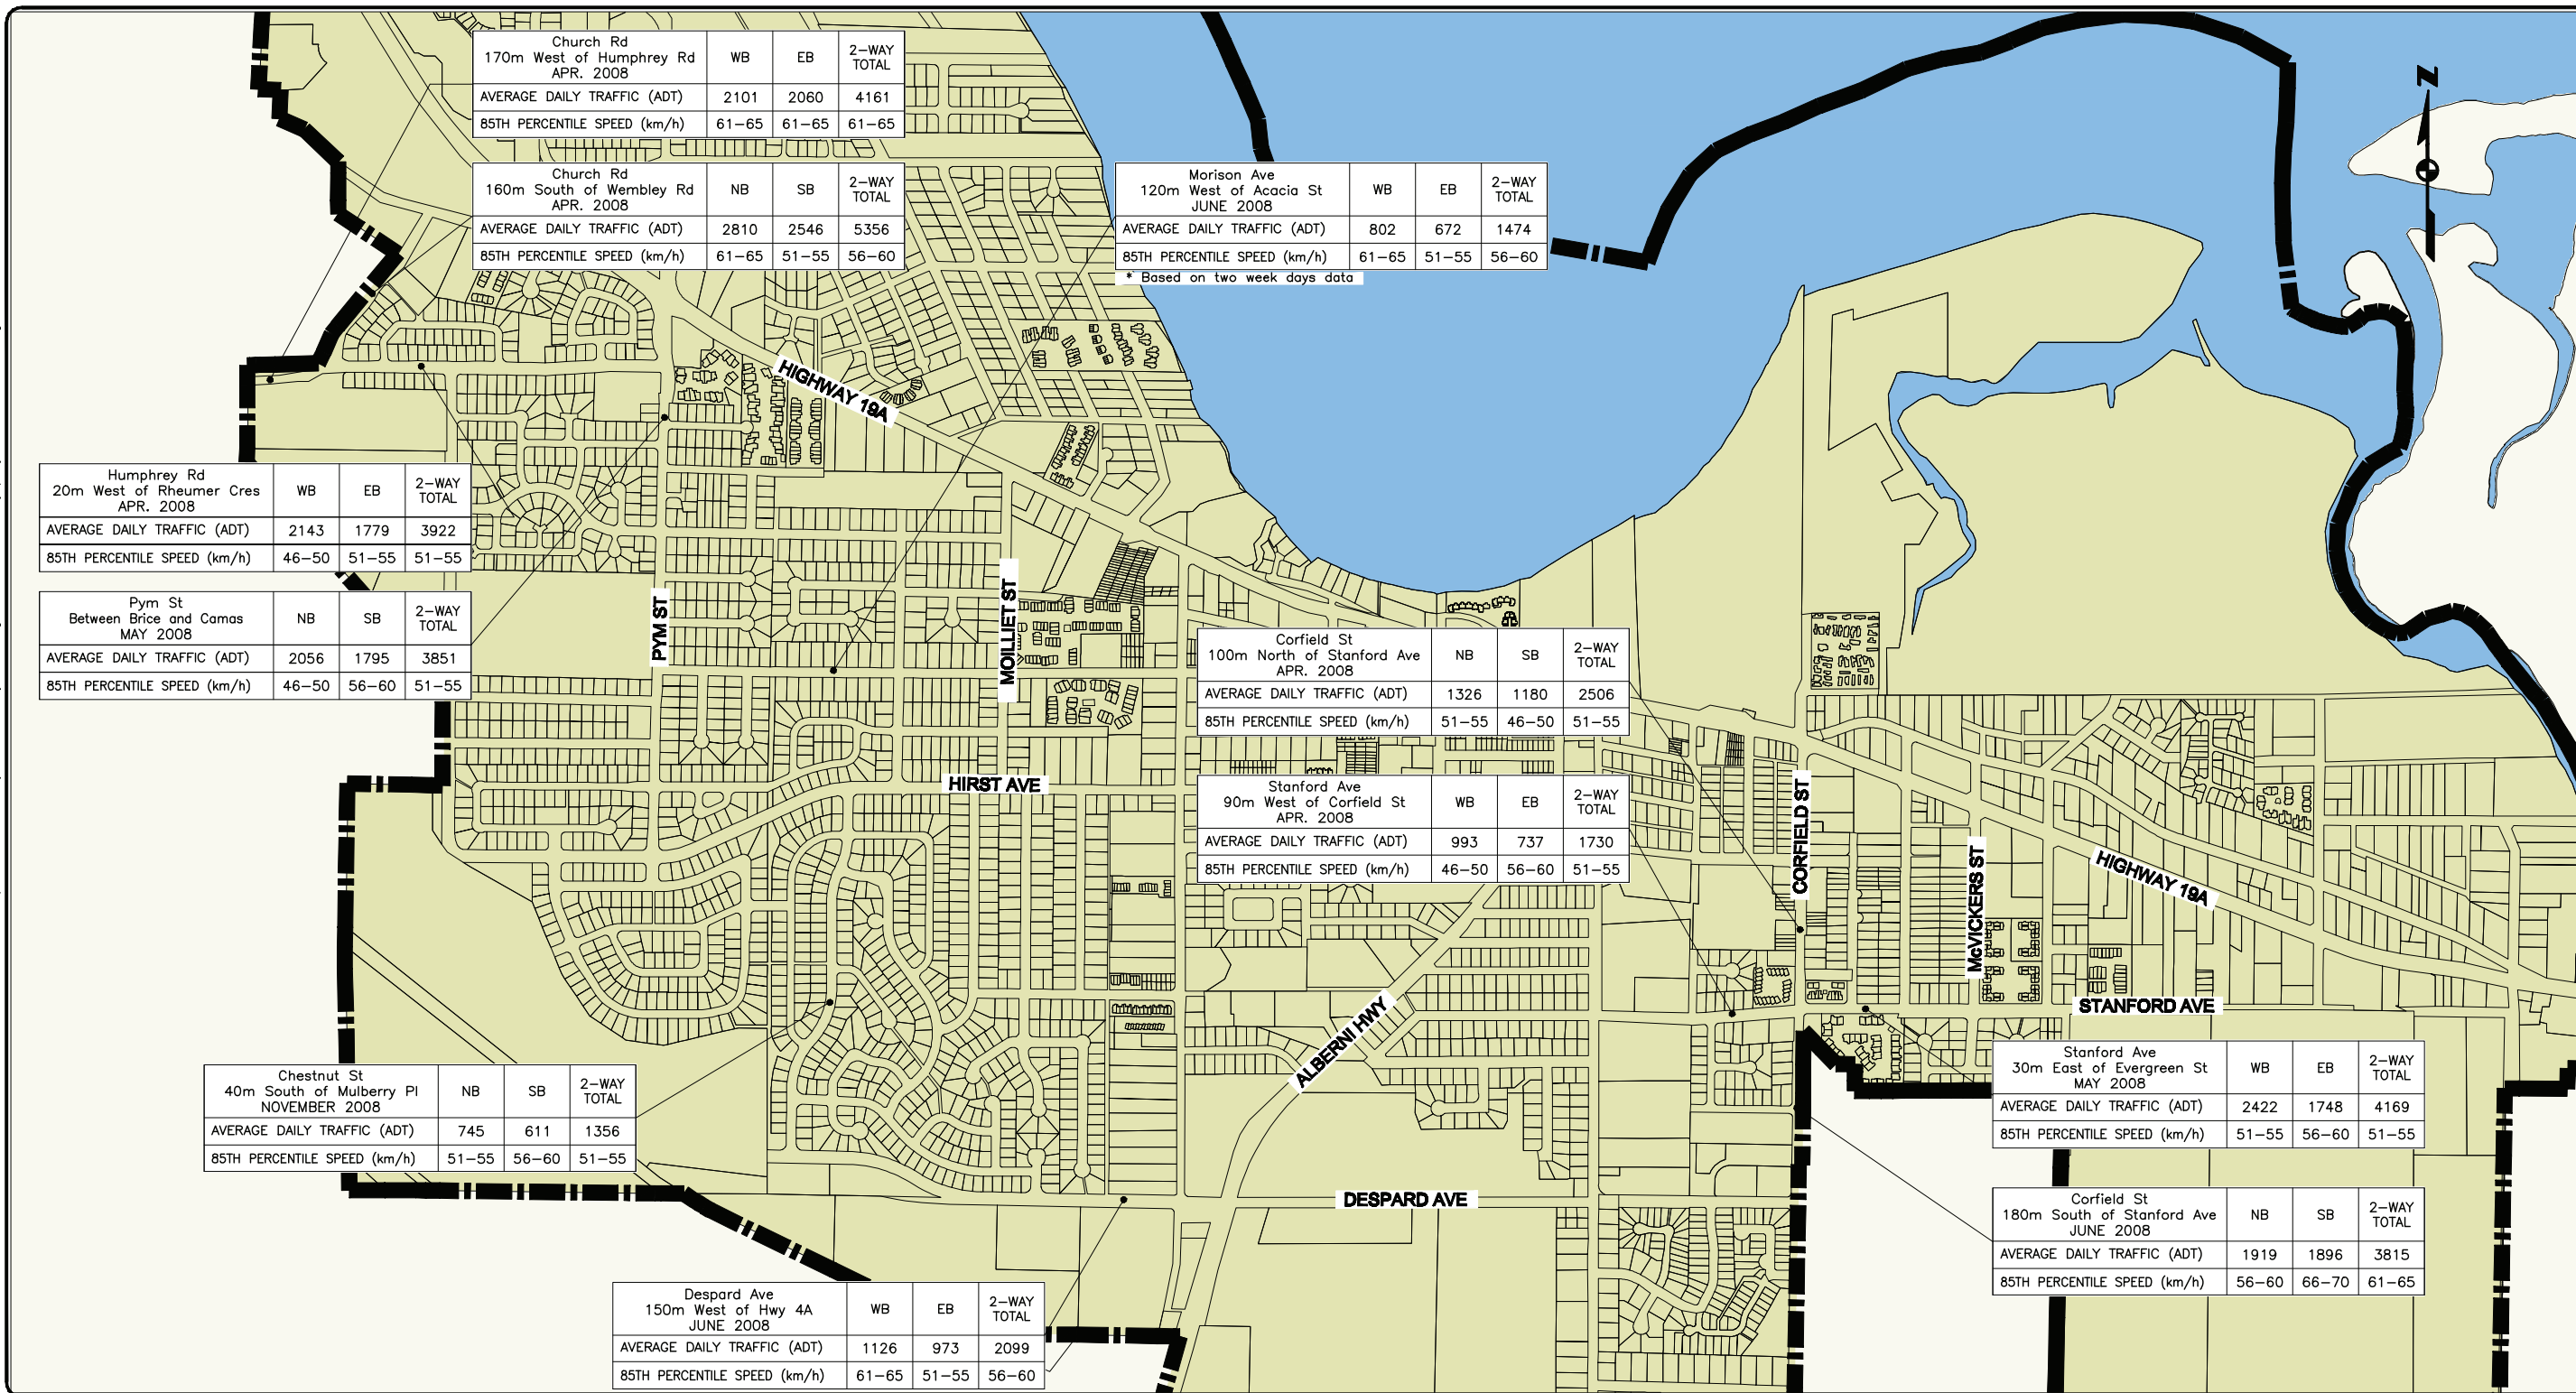 Church Rd
170m West of Humphrey Rd
APR. 2008
WB EB 2-WAY TOTAL
AVERAGE DAILY TRAFFIC (ADT) 2101 2060 4161
85TH PERCENTILE SPEED (km/h) 61-65 61-65 61-65
Church Rd
160m South of Wembley Rd
APR. 2008
NB SB 2-WAY TOTAL
AVERAGE DAILY TRAFFIC (ADT) 2810 2546 5356
85TH PERCENTILE SPEED (km/h) 61-65 51-55 56-60
Morison Ave
120m West of Acacia St
JUNE 2008
WB EB 2-WAY TOTAL
AVERAGE DAILY TRAFFIC (ADT) 802 672 1474
85TH PERCENTILE SPEED (km/h) 61-65 51-55 56-60
* Based on two week days data
N
HIGHWAY 19A
Humphrey Rd
20m West of Rheumer Cres
APR. 2008
WB EB 2-WAY TOTAL
AVERAGE DAILY TRAFFIC (ADT) 2143 1779 3922
85TH PERCENTILE SPEED (km/h) 46-50 51-55 51-55
Pym St
Between Brice and Camas
MAY 2008
NB SB 2-WAY TOTAL
AVERAGE DAILY TRAFFIC (ADT) 2056 1795 3851
85TH PERCENTILE SPEED (km/h) 46-50 56-60 51-55
PYM ST
MOILLIET ST
Corfield St
100m North of Stanford Ave
APR. 2008
NB SB 2-WAY TOTAL
AVERAGE DAILY TRAFFIC (ADT) 1326 1180 2506
85TH PERCENTILE SPEED (km/h) 51-55 46-50 51-55
HIRST AVE
Stanford Ave
90m West of Corfield St
APR. 2008
WB EB 2-WAY TOTAL
AVERAGE DAILY TRAFFIC (ADT) 993 737 1730
85TH PERCENTILE SPEED (km/h) 46-50 56-60 51-55
CORFIELD ST
McVICKERS ST
HIGHWAY 19A
STANFORD AVE
ALBERNI HWY
Chestnut St
40m South of Mulberry Pl
NOVEMBER 2008
NB SB 2-WAY TOTAL
AVERAGE DAILY TRAFFIC (ADT) 745 611 1356
85TH PERCENTILE SPEED (km/h) 51-55 56-60 51-55
Stanford Ave
30m East of Evergreen St
MAY 2008
WB EB 2-WAY TOTAL
AVERAGE DAILY TRAFFIC (ADT) 2422 1748 4169
85TH PERCENTILE SPEED (km/h) 51-55 56-60 51-55
DESPARD AVE
Corfield St
180m South of Stanford Ave
JUNE 2008
NB SB 2-WAY TOTAL
AVERAGE DAILY TRAFFIC (ADT) 1919 1896 3815
85TH PERCENTILE SPEED (km/h) 56-60 66-70 61-65
Despard Ave
150m West of Hwy 4A
JUNE 2008
WB EB 2-WAY TOTAL
AVERAGE DAILY TRAFFIC (ADT) 1126 973 2099
85TH PERCENTILE SPEED (km/h) 61-65 51-55 56-60